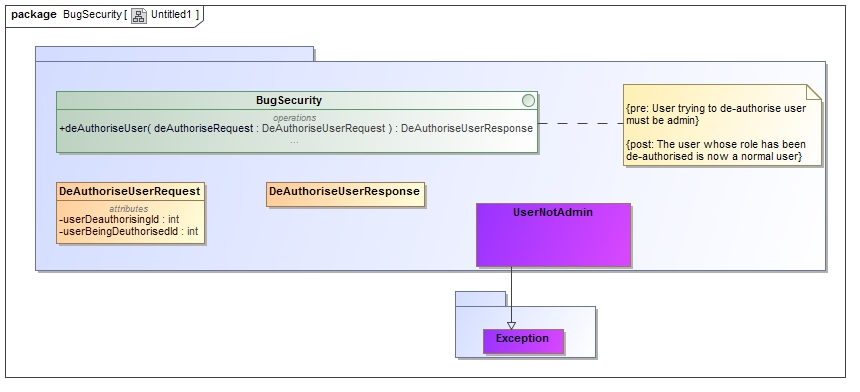 package BugSecurity [ Untitled1 ]
BugSecurity
operations
+deAuthoriseUser( deAuthoriseRequest : DeAuthoriseUserRequest ) : DeAuthoriseUserResponse
...
{pre: User trying to de-authorise user
must be admin}
{post: The user whose role has been
de-authorised is now a normal user}
DeAuthoriseUserRequest
attributes
-userDeauthorisingId : int
-userBeingDeuthorisedId : int
DeAuthoriseUserResponse
UserNotAdmin
Exception